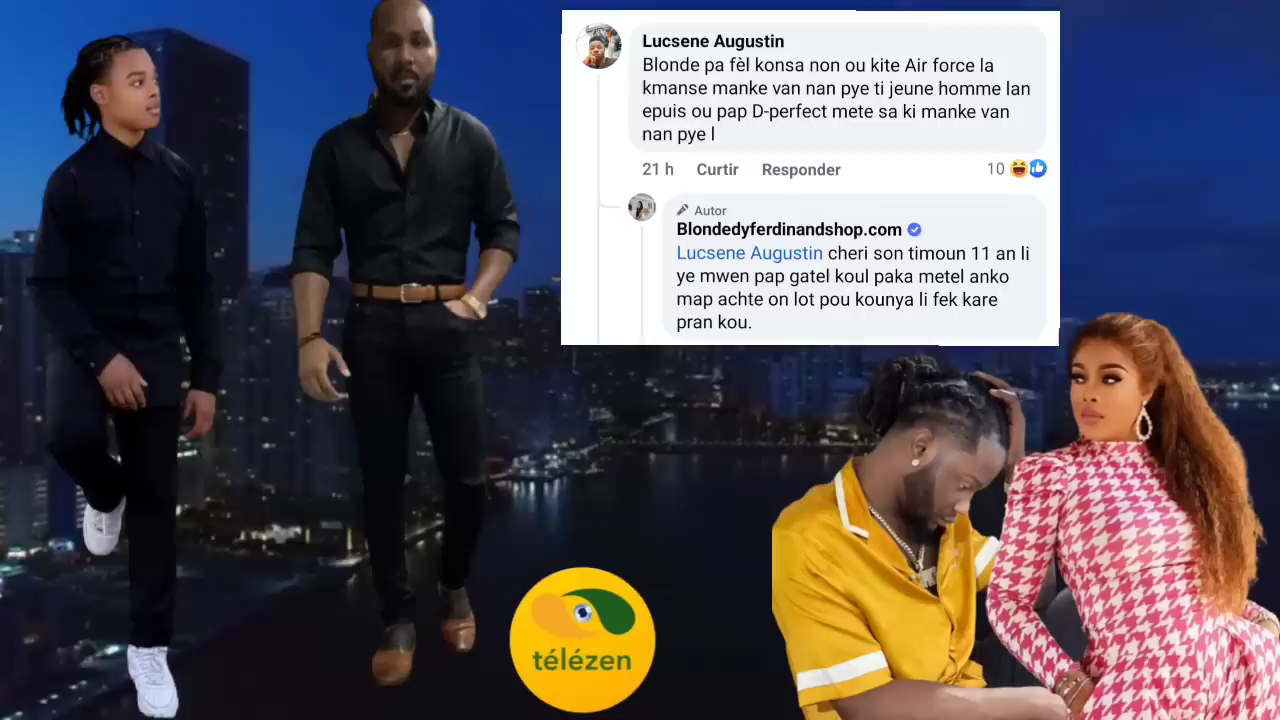 Lucsene Augustin
Blonde pa fèl konsa non ou kite Air force la
kmanse manke van nan pye ti jeune homme lan
epuis ou pap D-perfect mete sa ki manke van
nan pye l
21 h Curtir Responder 10
Autor
Blondedyferdinandshop.com
Lucsene Augustin cheri son timoun 11 an li
ye mwen pap gatel koul paka metel anko
map achte on lot pou kounya li fek kare
pran kou.
télézen